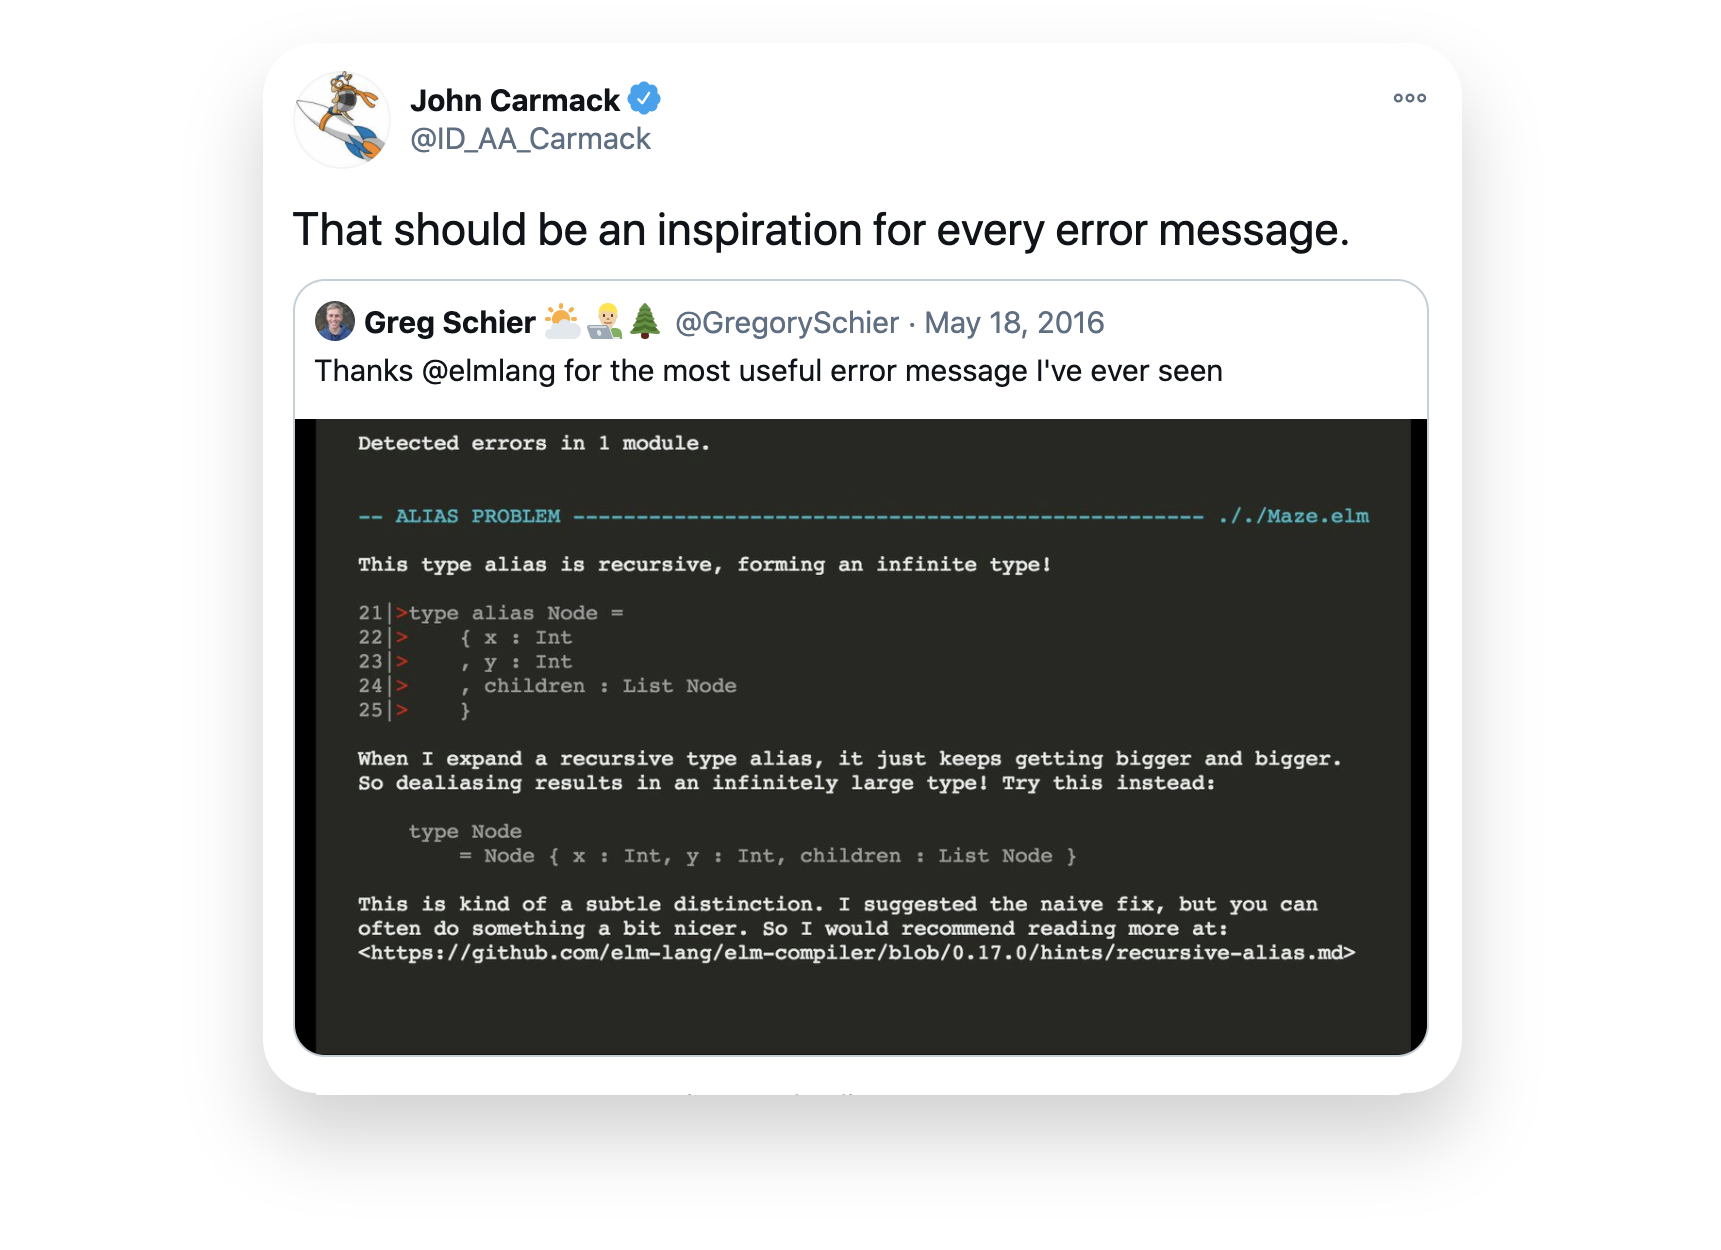 John Carmack
@ID_AA_Carmack
That should be an inspiration for every error message.
Greg Schier @GregorySchier · May 18, 2016
Thanks @elmlang for the most useful error message I've ever seen
Detected errors in 1 module.
-- ALIAS PROBLEM -------------------------------------------------- ././Maze.elm
This type alias is recursive, forming an infinite type!
21|>type alias Node =
22|>    { x : Int
23|>    , y : Int
24|>    , children : List Node
25|>    }
When I expand a recursive type alias, it just keeps getting bigger and bigger.
So dealiasing results in an infinitely large type! Try this instead:
    type Node
        = Node { x : Int, y : Int, children : List Node }
This is kind of a subtle distinction. I suggested the naive fix, but you can
often do something a bit nicer. So I would recommend reading more at:
<https://github.com/elm-lang/elm-compiler/blob/0.17.0/hints/recursive-alias.md>